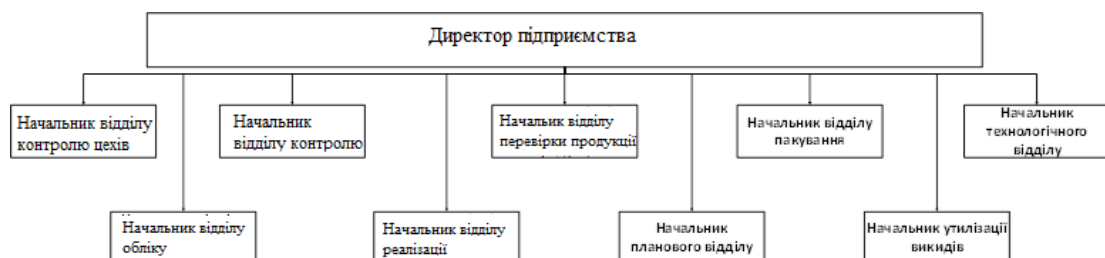 Директор підприємства
Начальник відділу
контролю цехів
Начальник
відділу контролю
Начальик відділу
перевірки продукції
Начальник відділу
пакування
Начальник
технологічного
відділу
Начальник відділу
обліку
Начальник відділу
реалізації
Начальник
планового відділу
Начальник утилізації
викидів